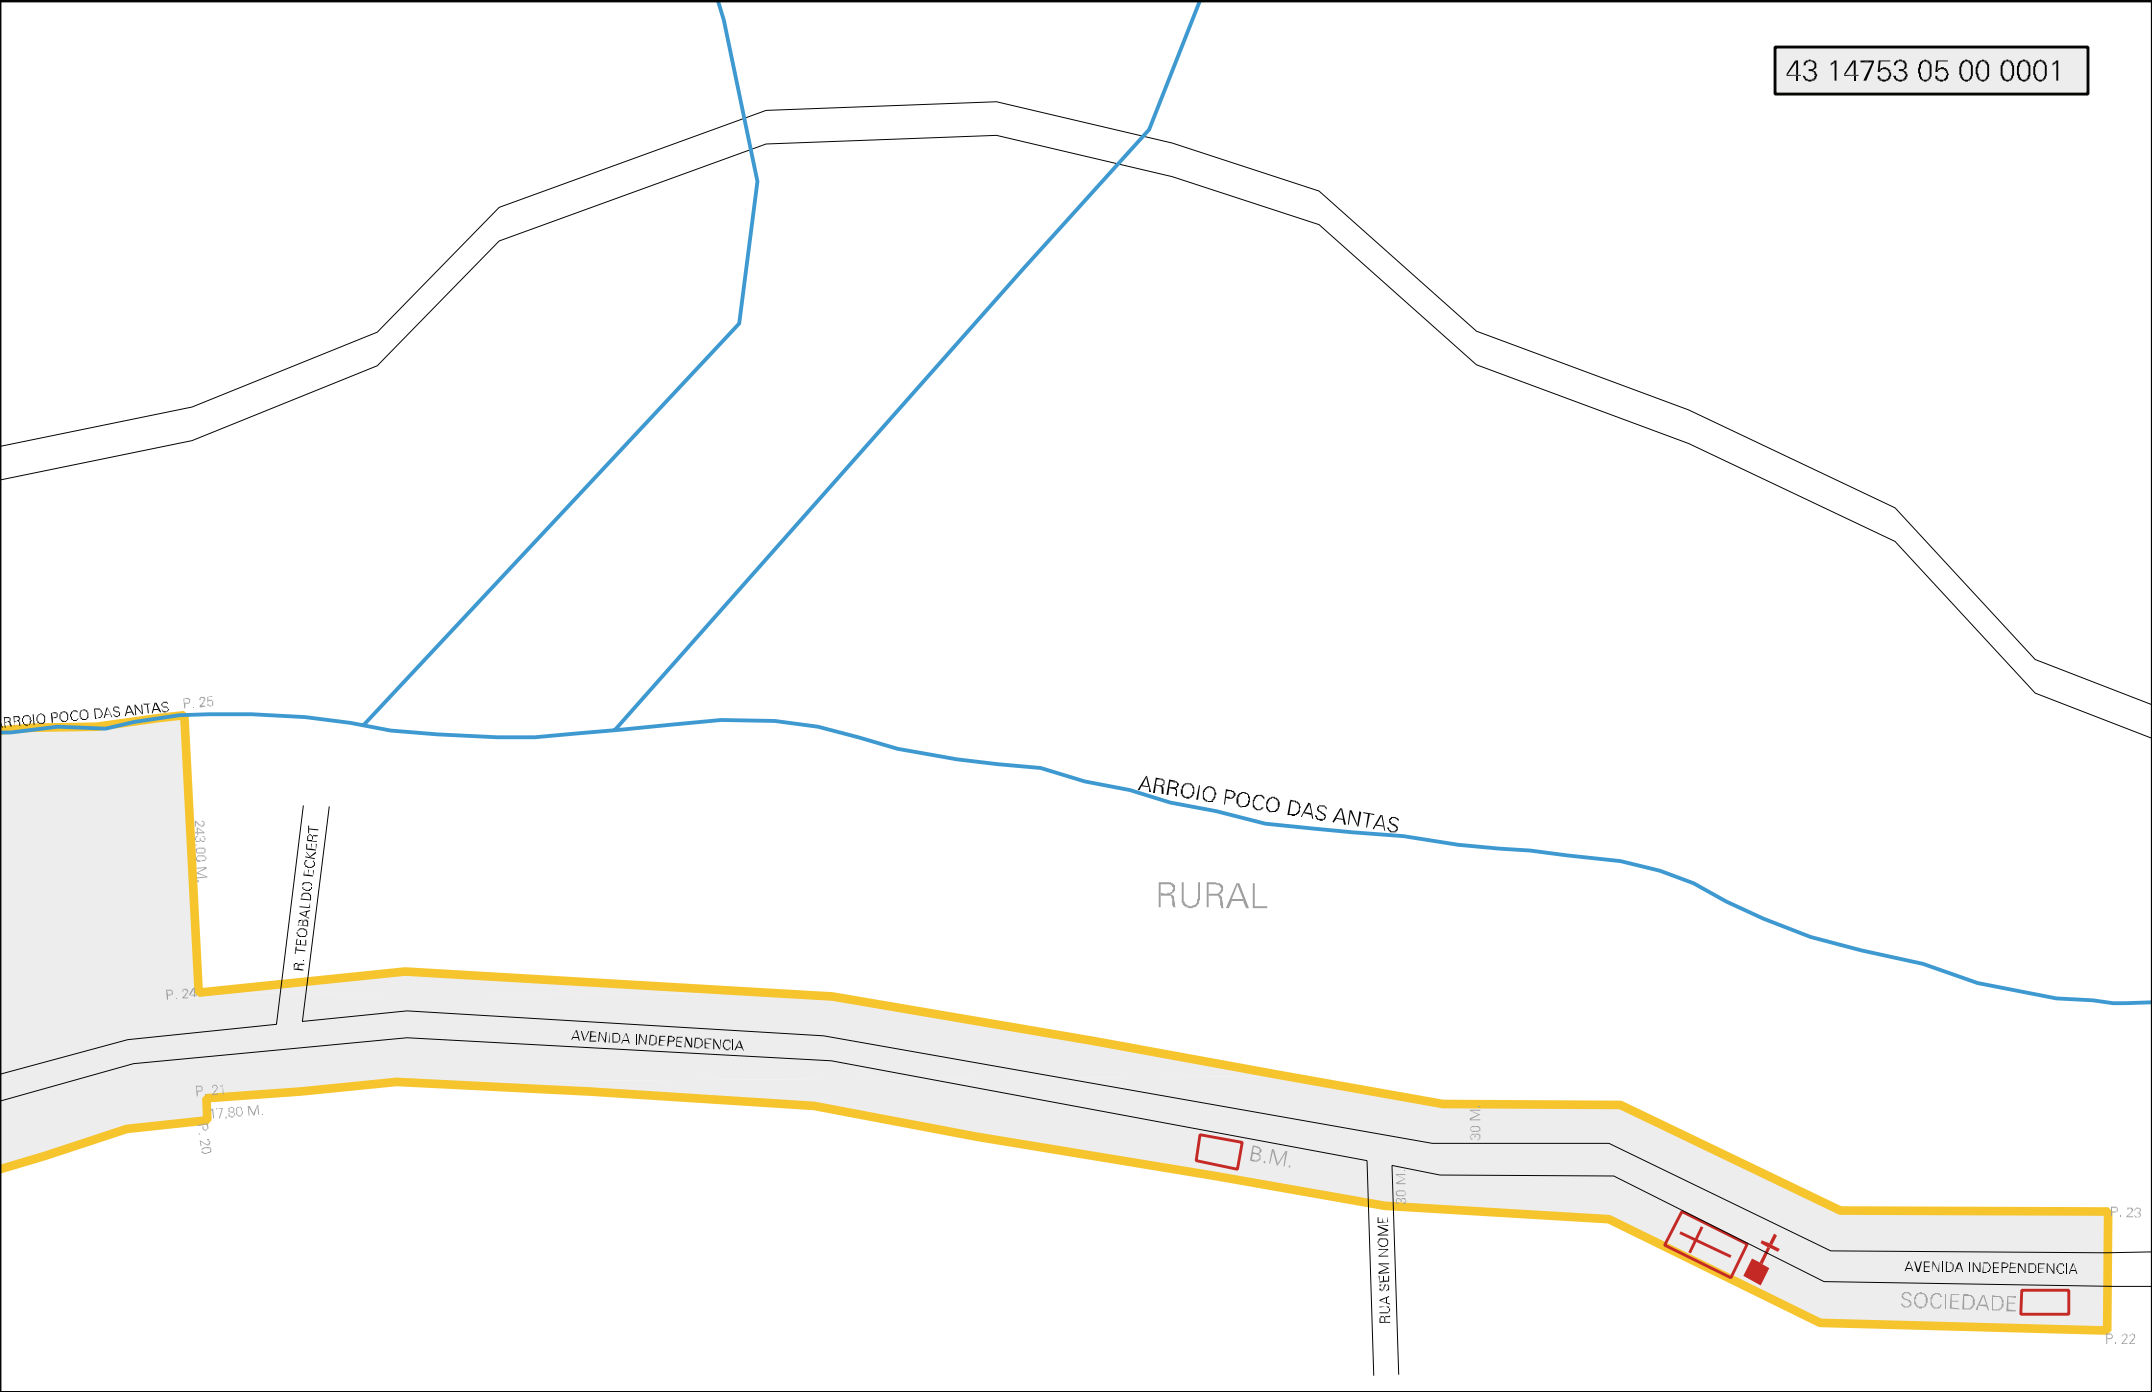 43 14753 05 00 0001
P. 25
ARROIO POCO DAS ANTAS
ARROIO POCO DAS ANTAS
243.00 M.
R. TEOBALDO ECKERT
RURAL
P. 24
AVENIDA INDEPENDENCIA
P. 21
17,80 M.
P. 20
30 M.
B.M.
30 M.
RUA SEM NOME
P. 23
AVENIDA INDEPENDENCIA
SOCIEDADE
P. 22